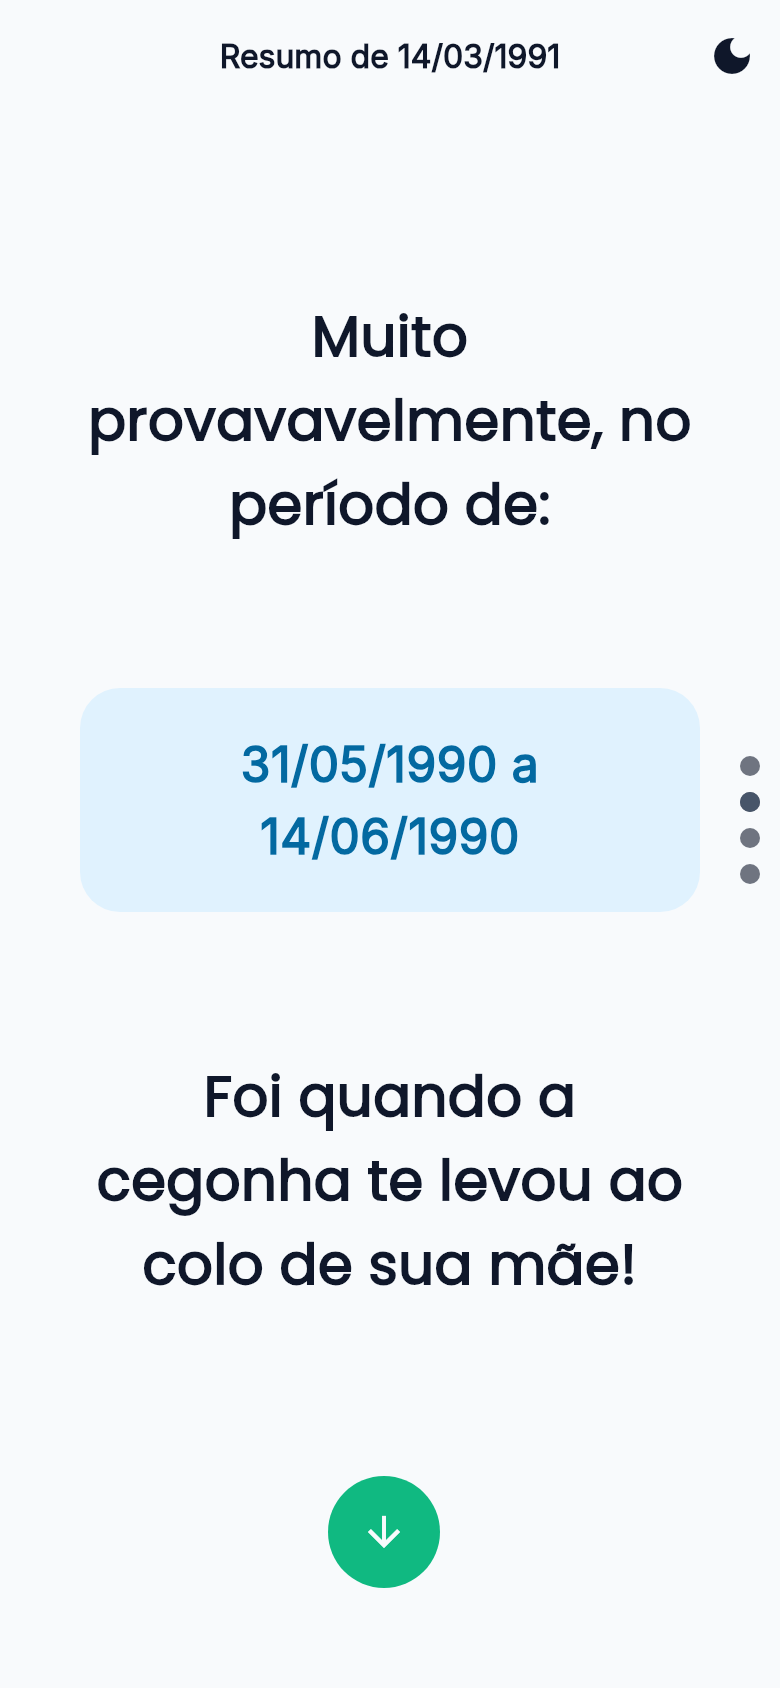 Resumo de 14/03/1991
Muito
provavavelmente, no
período de:
31/05/1990 a
14/06/1990
Foi quando a
cegonha te levou ao
colo de sua mãe!